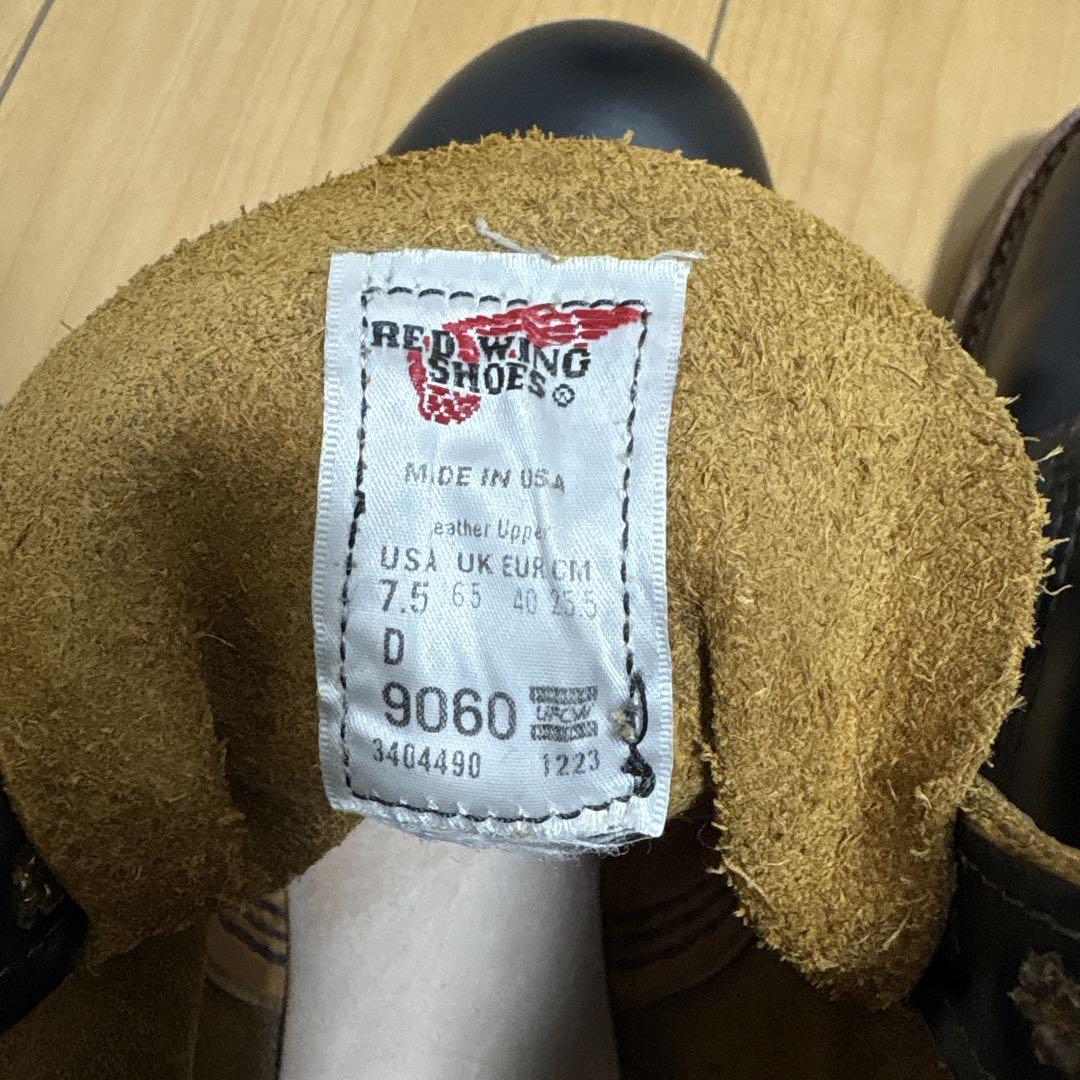 RED WING
SHOES®
MADE IN USA
Leather Upper
USA UK EUR CM
7.5 6.5 40 25.5
D
9060 UFCW
3404490 1223